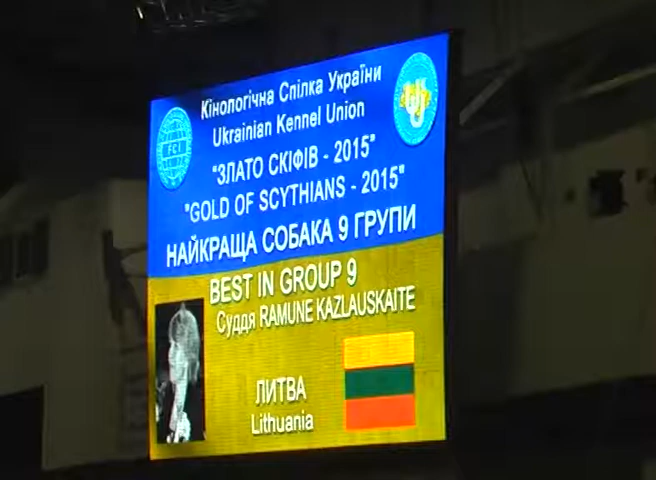 Кінологічна Спілка України
Ukrainian Kennel Union
"ЗЛАТО СКІФІВ - 2015"
"GOLD OF SCYTHIANS - 2015"
НАЙКРАЩА СОБАКА 9 ГРУПИ
BEST IN GROUP 9
Суддя RAMUNE KAZLAUSKAITE
ЛИТВА
Lithuania
FCI